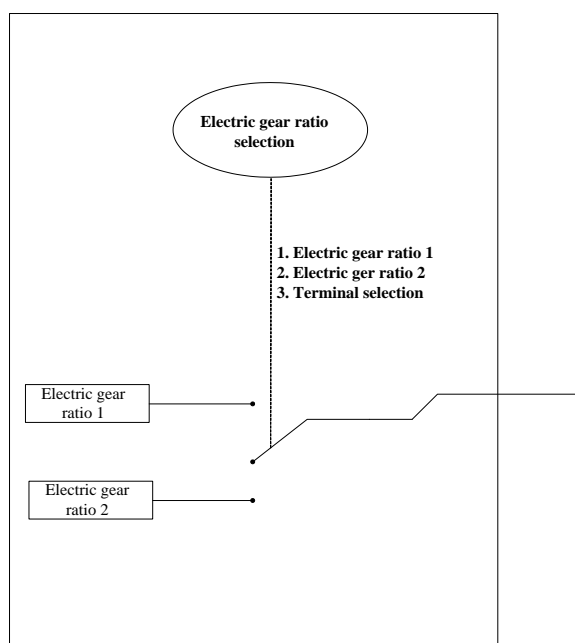 Electric gear ratio
selection
1. Electric gear ratio 1
2. Electric ger ratio 2
3. Terminal selection
Electric gear
ratio 1
Electric gear
ratio 2